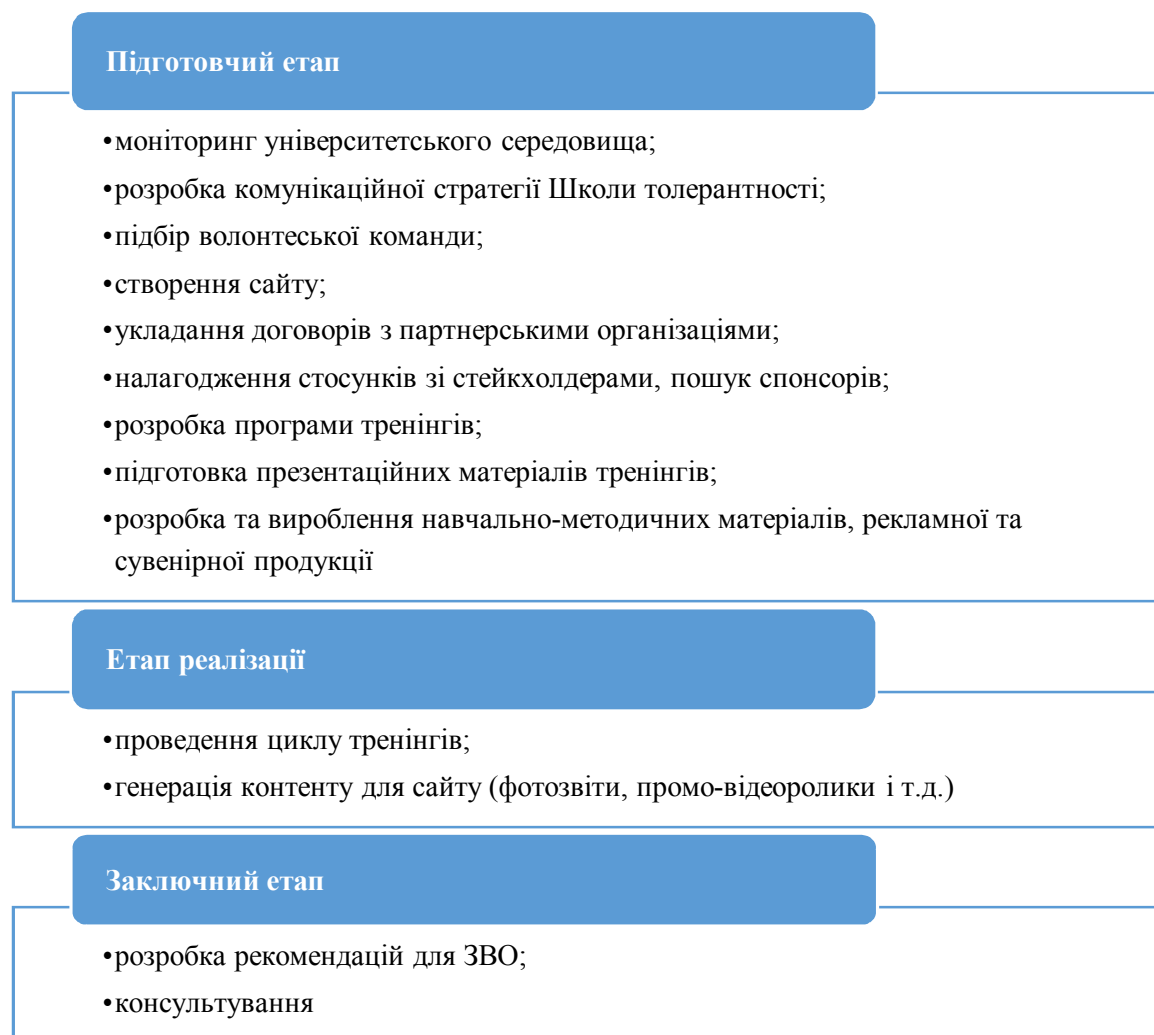 Підготовчий етап
•моніторинг університетського середовища;
•розробка комунікаційної стратегії Школи толерантності;
•підбір волонтеської команди;
•створення сайту;
•укладання договорів з партнерськими організаціями;
•налагодження стосунків зі стейкхолдерами, пошук спонсорів;
•розробка програми тренінгів;
•підготовка презентаційних матеріалів тренінгів;
•розробка та вироблення навчально-методичних матеріалів, рекламної та
сувенірної продукції
Етап реалізації
•проведення циклу тренінгів;
•генерація контенту для сайту (фотозвіти, промо-відеоролики і т.д.)
Заключний етап
•розробка рекомендацій для ЗВО;
•консультування